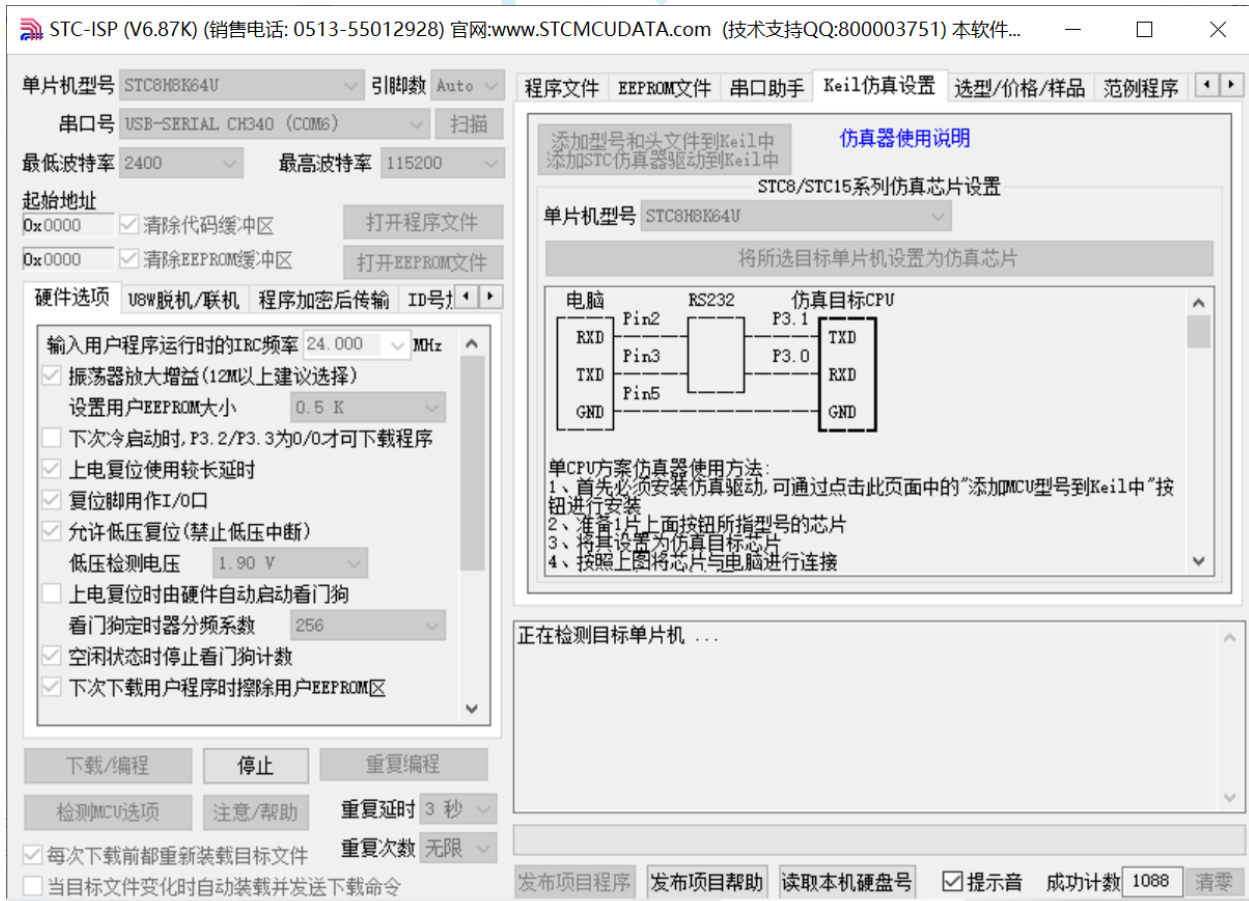 STC-ISP (V6.87K) (销售电话: 0513-55012928) 官网:www.STCMCUDATA.com (技术支持QQ:800003751) 本软件...
单片机型号 STC8H8K64U 引脚数 Auto
串口号 USB-SERIAL CH340 (COM6) 扫描
最低波特率 2400 最高波特率 115200
起始地址
0x0000 清除代码缓冲区 打开程序文件
0x0000 清除EEPROM缓冲区 打开EEPROM文件
硬件选项 U8W脱机/联机 程序加密后传输 ID号
输入用户程序运行时的IRC频率 24.000 MHz
振荡器放大增益(12M以上建议选择)
设置用户EEPROM大小 0.5 K
下次冷启动时,P3.2/P3.3为0/0才可下载程序
上电复位使用较长延时
复位脚用作I/O口
允许低压复位(禁止低压中断)
低压检测电压 1.90 V
上电复位时由硬件自动启动看门狗
看门狗定时器分频系数 256
空闲状态时停止看门狗计数
下次下载用户程序时擦除用户EEPROM区
下载/编程 停止 重复编程
检测MCU选项 注意/帮助 重复延时 3 秒
每次下载前都重新装载目标文件 重复次数 无限
当目标文件变化时自动装载并发送下载命令
程序文件 EEPROM文件 串口助手 Keil仿真设置 选型/价格/样品 范例程序
添加型号和头文件到Keil中
添加STC仿真器驱动到Keil中
仿真器使用说明
STC8/STC15系列仿真芯片设置
单片机型号 STC8H8K64U
将所选目标单片机设置为仿真芯片
电脑 RS232 仿真目标CPU
Pin2 P3.1
RXD TXD
Pin3 P3.0
TXD RXD
Pin5
GND GND
单CPU方案仿真器使用方法:
1、首先必须安装仿真驱动,可通过点击此页面中的"添加MCU型号到Keil中"按
钮进行安装
2、准备1片上面按钮所指型号的芯片
3、将其设置为仿真目标芯片
4、按照上图将芯片与电脑进行连接
正在检测目标单片机 ...
发布项目程序 发布项目帮助 读取本机硬盘号 提示音 成功计数 1088 清零